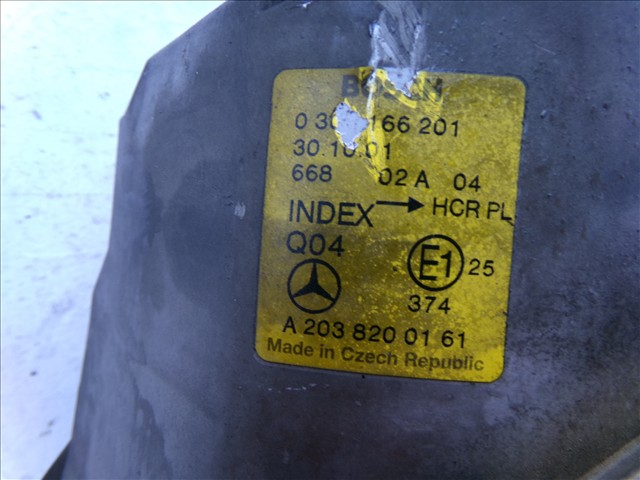 BOSCH
0 30 166 201
30.10.01
668 02 A 04
INDEX → HCR PL
Q04
E1 25
374
A 203 820 01 61
Made in Czech Republic